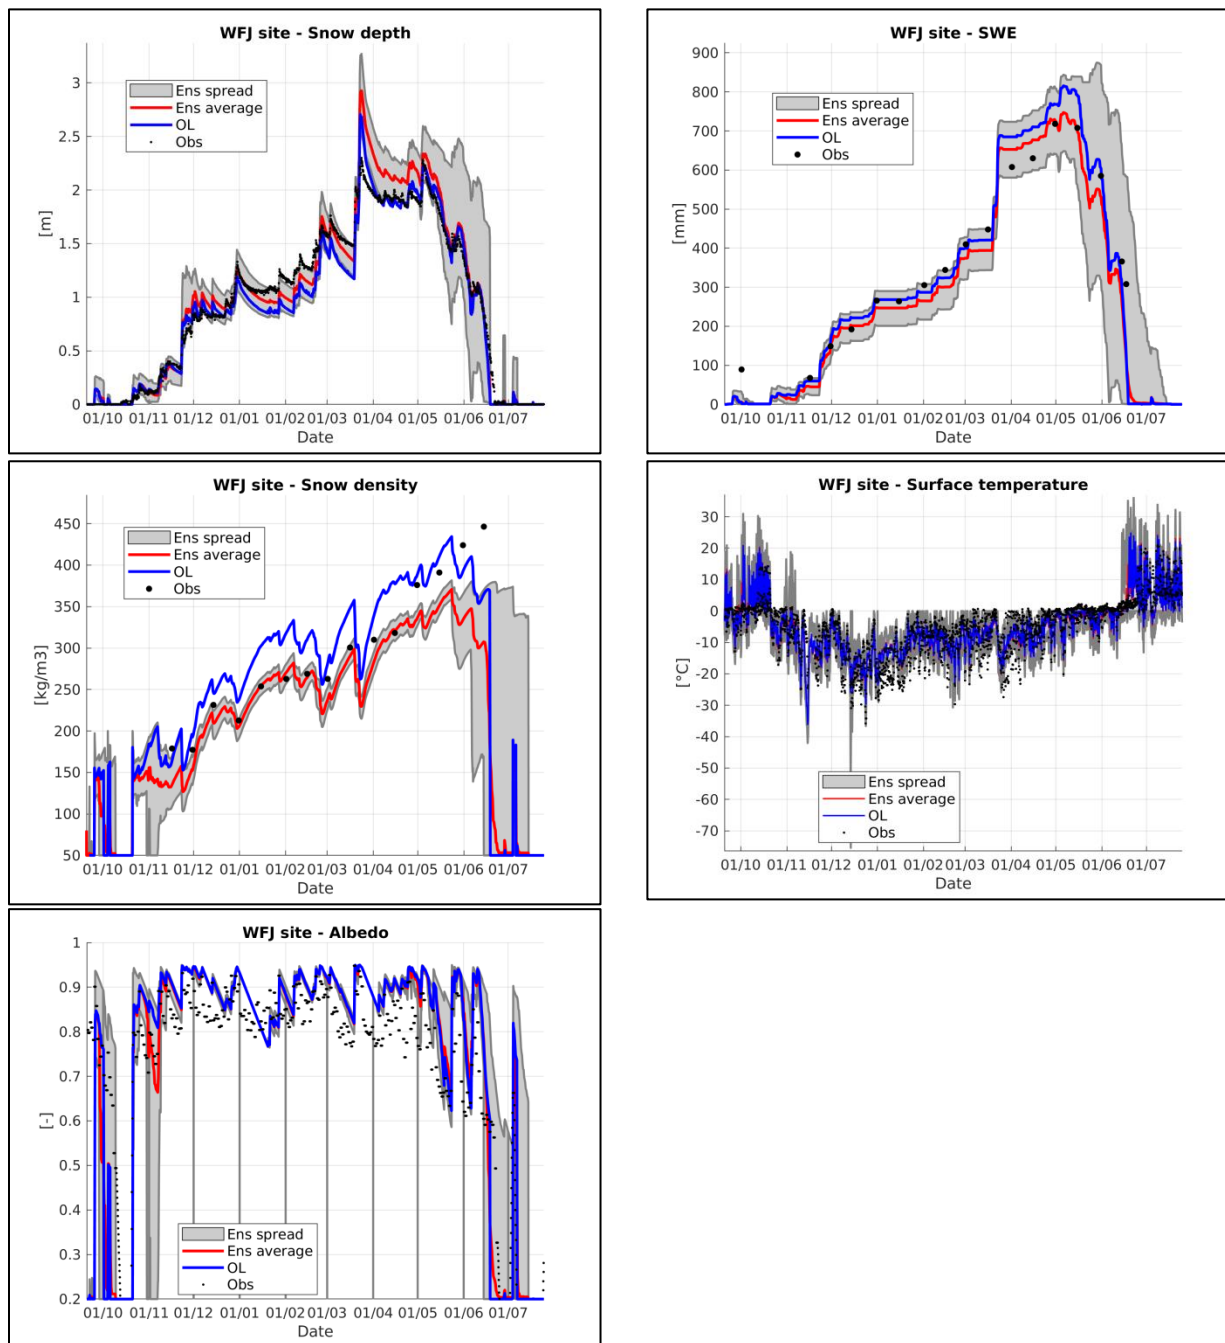 WFJ site - Snow depth
3
2.5
2
1.5
1
0.5
0
[m]
Ens spread
Ens average
OL
Obs
01/10 01/11 01/12 01/01 01/02 01/03 01/04 01/05 01/06 01/07
Date
WFJ site - SWE
900
800
700
600
500
400
300
200
100
0
[mm]
Ens spread
Ens average
OL
Obs
01/10 01/11 01/12 01/01 01/02 01/03 01/04 01/05 01/06 01/07
Date
WFJ site - Snow density
450
400
350
300
250
200
150
100
50
[kg/m3]
Ens spread
Ens average
OL
Obs
01/10 01/11 01/12 01/01 01/02 01/03 01/04 01/05 01/06 01/07
Date
WFJ site - Surface temperature
30
20
10
0
-10
-20
-30
-40
-50
-60
-70
[°C]
Ens spread
Ens average
OL
Obs
01/10 01/11 01/12 01/01 01/02 01/03 01/04 01/05 01/06 01/07
Date
WFJ site - Albedo
1
0.9
0.8
0.7
0.6
0.5
0.4
0.3
0.2
[-]
Ens spread
Ens average
OL
Obs
01/10 01/11 01/12 01/01 01/02 01/03 01/04 01/05 01/06 01/07
Date